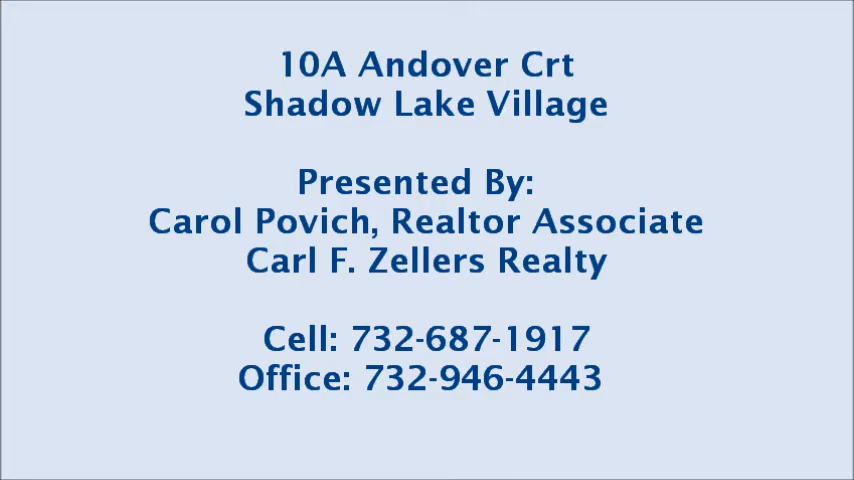 10A Andover Crt
Shadow Lake Village
Presented By:
Carol Povich, Realtor Associate
Carl F. Zellers Realty
Cell: 732-687-1917
Office: 732-946-4443